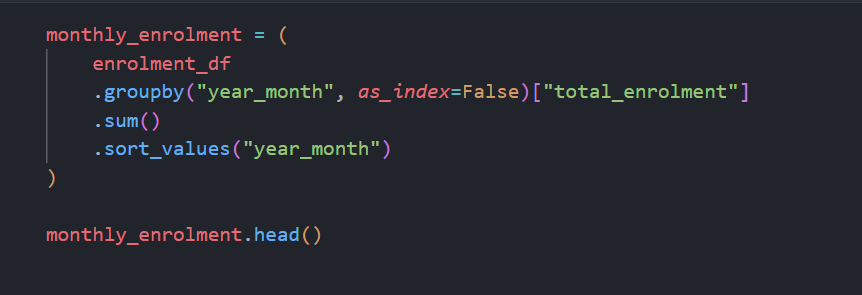 monthly_enrolment = (
    enrolment_df
    .groupby("year_month", as_index=False)["total_enrolment"]
    .sum()
    .sort_values("year_month")
)
monthly_enrolment.head()